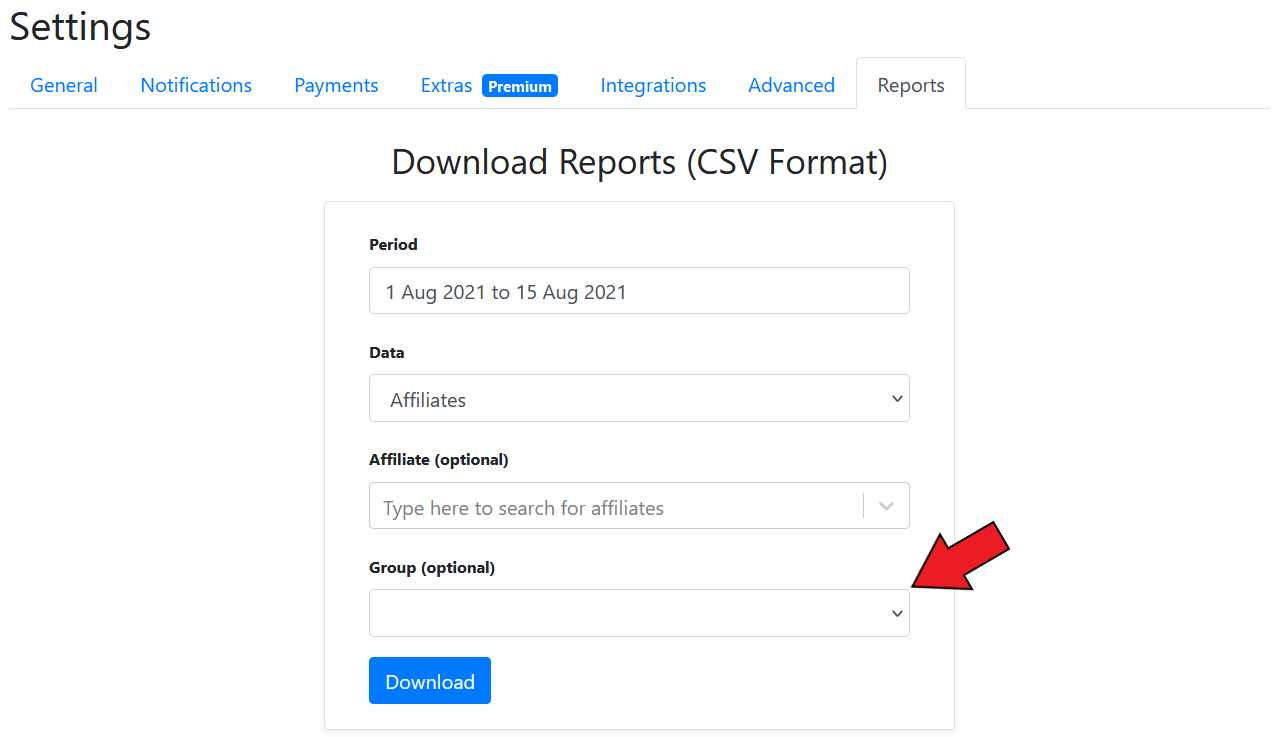 Settings
General Notifications Payments Extras Premium Integrations Advanced Reports
Download Reports (CSV Format)
Period
1 Aug 2021 to 15 Aug 2021
Data
Affiliates
Affiliate (optional)
Type here to search for affiliates
Group (optional)
Download